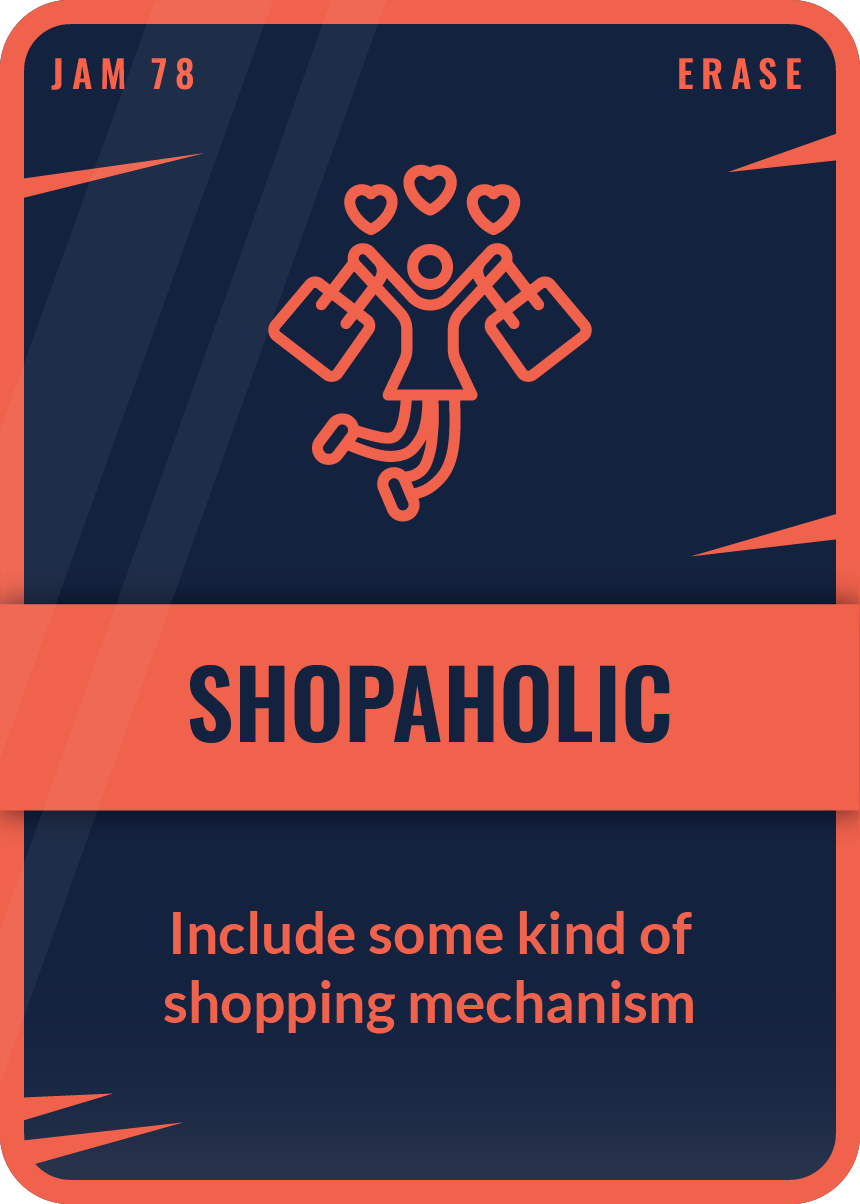 JAM 78
ERASE
SHOPAHOLIC
Include some kind of
shopping mechanism